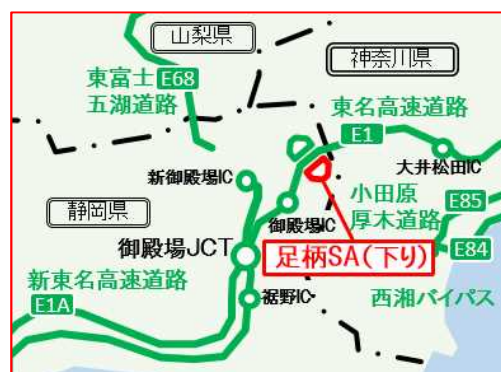 山梨県
神奈川県
東富士
五湖道路
E68
東名高速道路
E1
大井松田IC
新御殿場IC
小田原
厚木道路
E85
静岡県
御殿場IC
御殿場JCT
足柄SA(下り)
E84
新東名高速道路
E1A
裾野IC
西湘バイパス